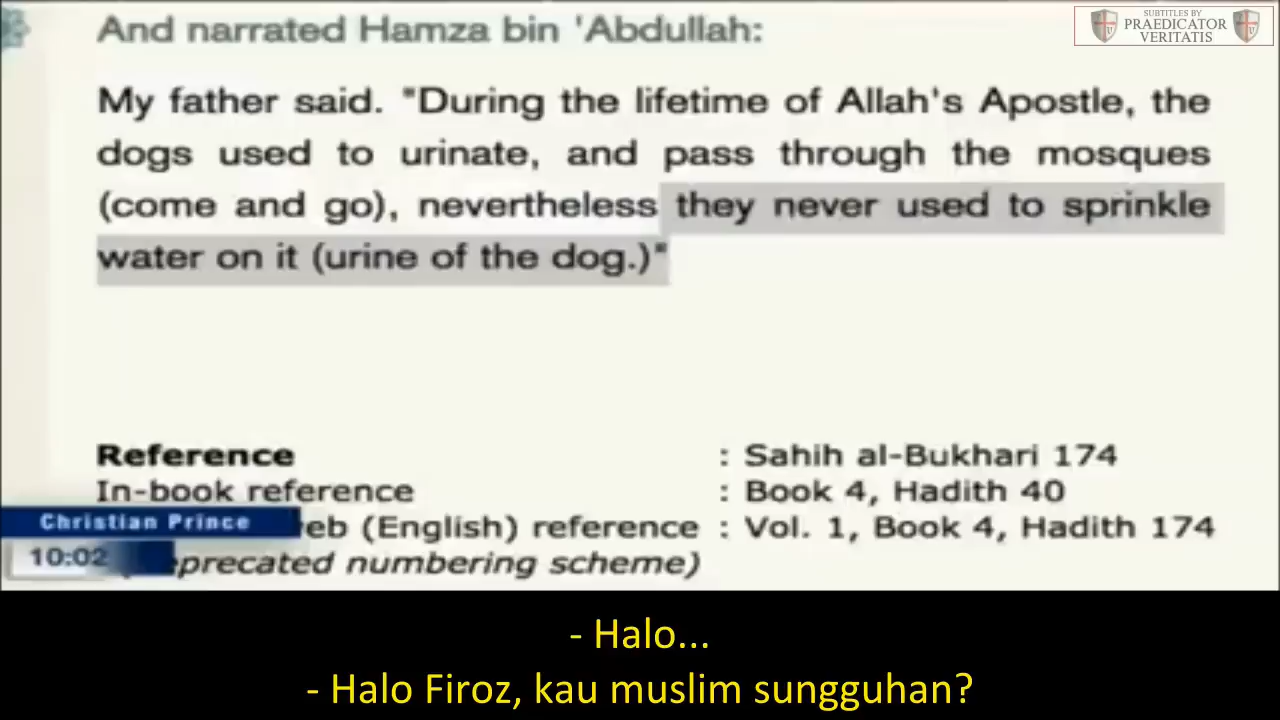 SUBTITLES BY
PRAEDICATOR
VERITATIS
And narrated Hamza bin 'Abdullah:
My father said. "During the lifetime of Allah's Apostle, the
dogs used to urinate, and pass through the mosques
(come and go), nevertheless they never used to sprinkle
water on it (urine of the dog.)"
Reference : Sahih al-Bukhari 174
In-book reference : Book 4, Hadith 40
eb (English) reference : Vol. 1, Book 4, Hadith 174
precated numbering scheme)
Christian Prince
10:02
- Halo...
- Halo Firoz, kau muslim sungguhan?